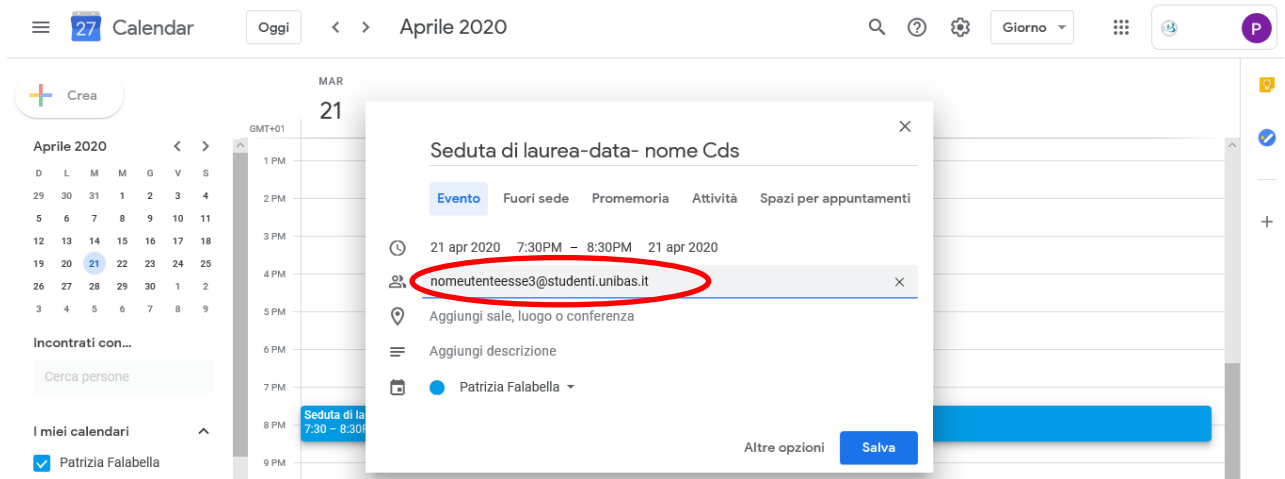 27 Calendar Oggi Aprile 2020 Giorno P
Crea
Aprile 2020
D L M M G V S
29 30 31 1 2 3 4
5 6 7 8 9 10 11
12 13 14 15 16 17 18
19 20 21 22 23 24 25
26 27 28 29 30 1 2
3 4 5 6 7 8 9
Incontrati con...
Cerca persone
I miei calendari
Patrizia Falabella
MAR
21
GMT+01
1 PM
2 PM
3 PM
4 PM
5 PM
6 PM
7 PM
8 PM
9 PM
Seduta di la
7:30 – 8:30P
Seduta di laurea-data- nome Cds
Evento Fuori sede Promemoria Attività Spazi per appuntamenti
21 apr 2020 7:30PM – 8:30PM 21 apr 2020
nomeutenteesse3@studenti.unibas.it
Aggiungi sale, luogo o conferenza
Aggiungi descrizione
Patrizia Falabella
Altre opzioni Salva